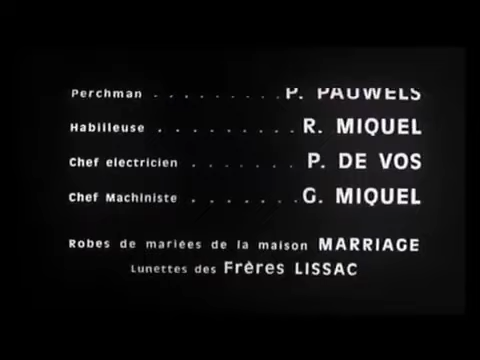 Perchman . . . . . . . . . P. PAUWELS
Habilleuse . . . . . . . . . R. MIQUEL
Chef electricien . . . . . . . P. DE VOS
Chef Machiniste . . . . . . . G. MIQUEL
Robes de mariées de la maison MARRIAGE
Lunettes des Frères LISSAC